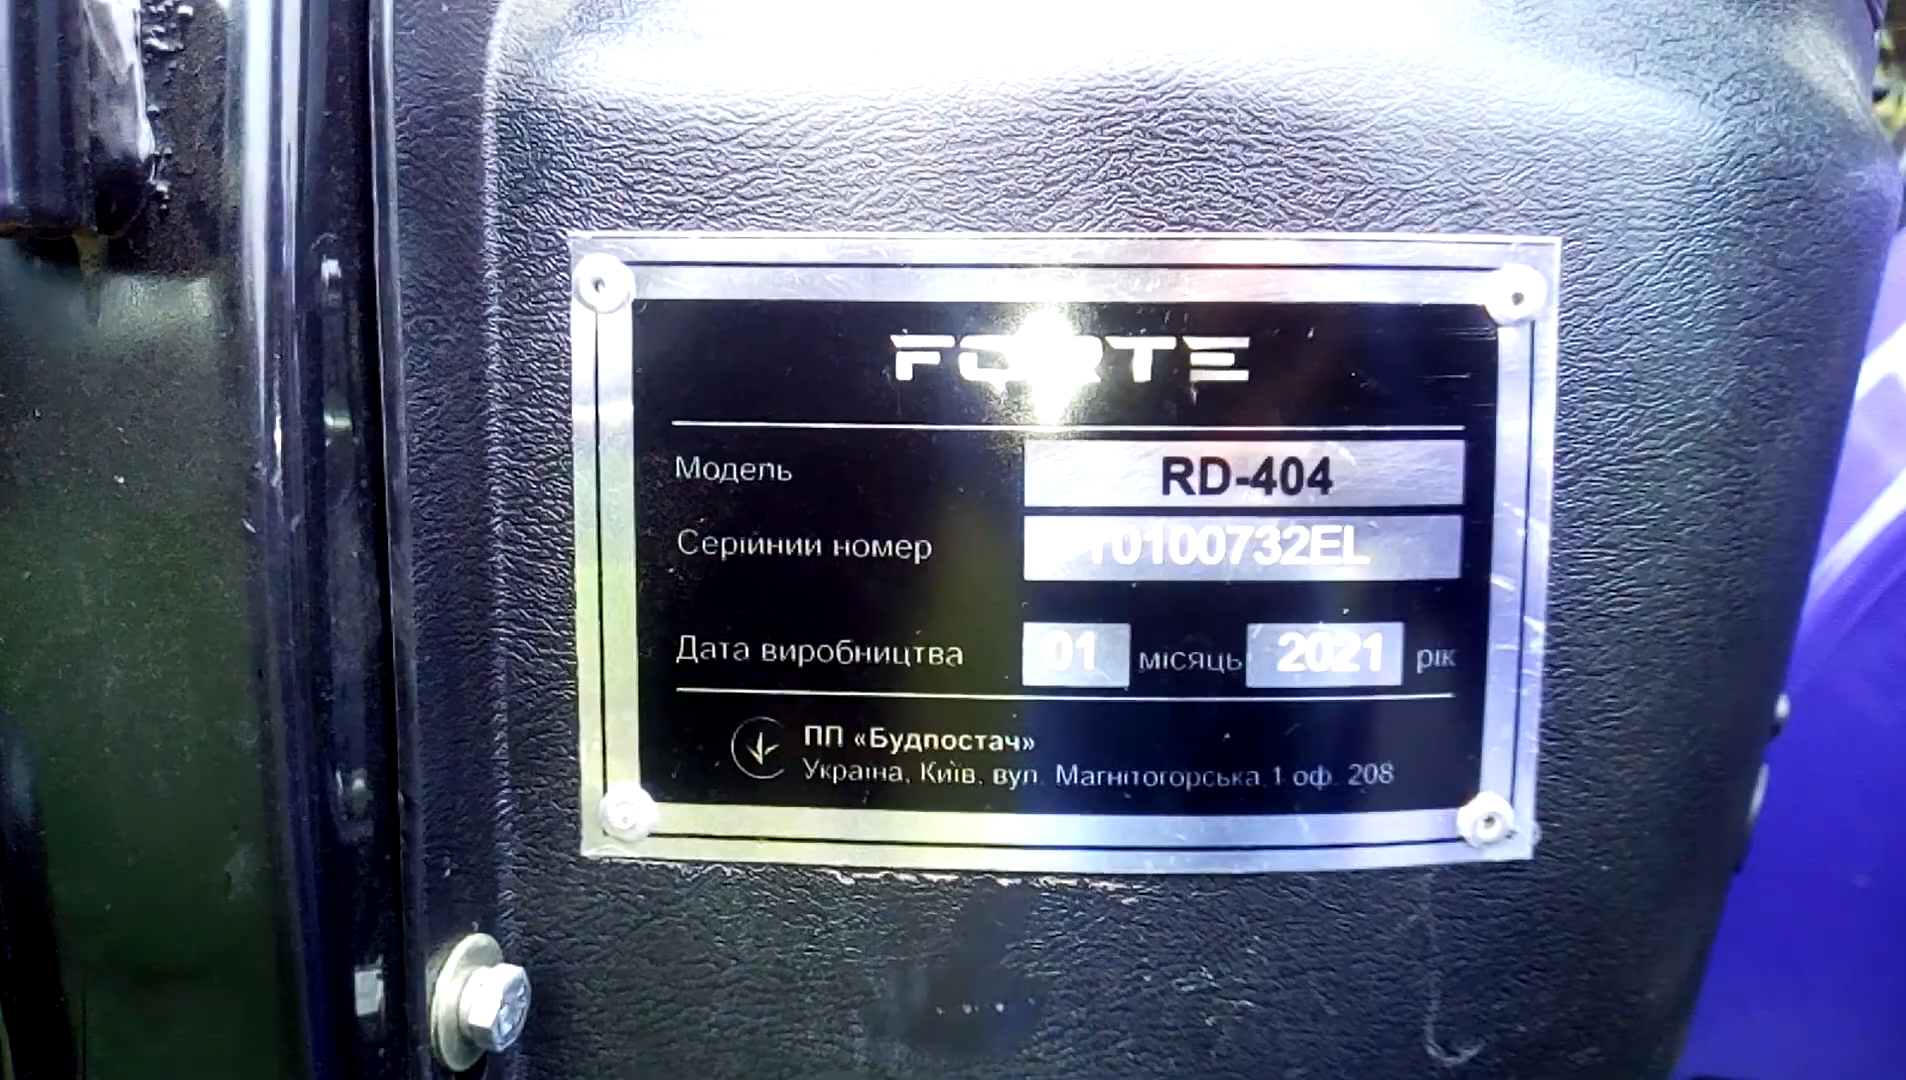 FORTE
Модель RD-404
Серійний номер 10100732EL
Дата виробництва 01 місяць 2021 рік
ПП «Будпостач»
Україна, Київ, вул. Магнітогорська 1 оф. 208